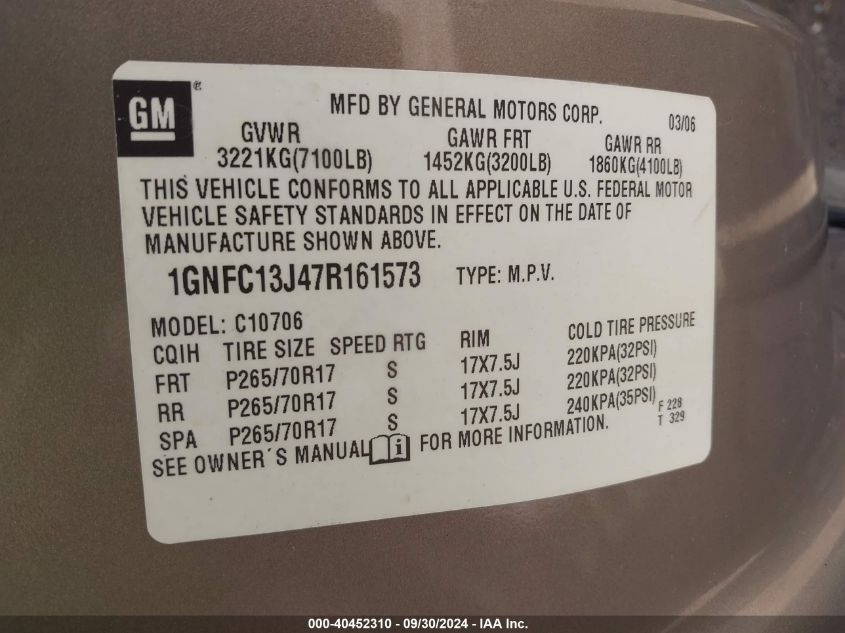 GM ®
MFD BY GENERAL MOTORS CORP. 03/06
GVWR GAWR FRT GAWR RR
3221KG(7100LB) 1452KG(3200LB) 1860KG(4100LB)
THIS VEHICLE CONFORMS TO ALL APPLICABLE U.S. FEDERAL MOTOR
VEHICLE SAFETY STANDARDS IN EFFECT ON THE DATE OF
MANUFACTURE SHOWN ABOVE.
1GNFC13J47R161573 TYPE: M.P.V.
MODEL: C10706
CQIH TIRE SIZE SPEED RTG RIM COLD TIRE PRESSURE
FRT P265/70R17 S 17X7.5J 220KPA(32PSI)
RR P265/70R17 S 17X7.5J 220KPA(32PSI)
SPA P265/70R17 S 17X7.5J 240KPA(35PSI)
F 228
T 329
SEE OWNER´S MANUAL i FOR MORE INFORMATION.
000-40452310 - 09/30/2024 - IAA Inc.